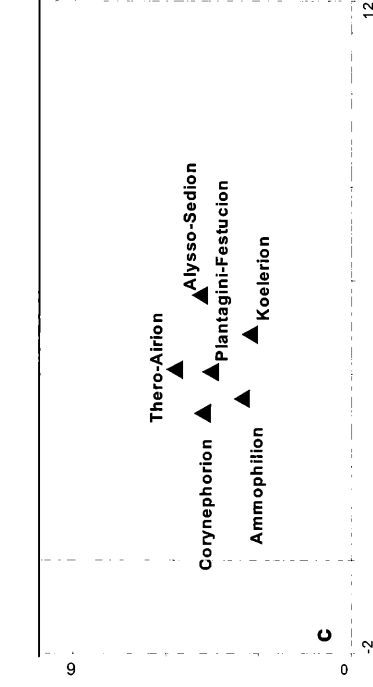 9
Thero-Airion
Alysso-Sedion
Corynephorion
Plantagini-Festucion
Ammophilion
Koelerion
C
0
-2
12